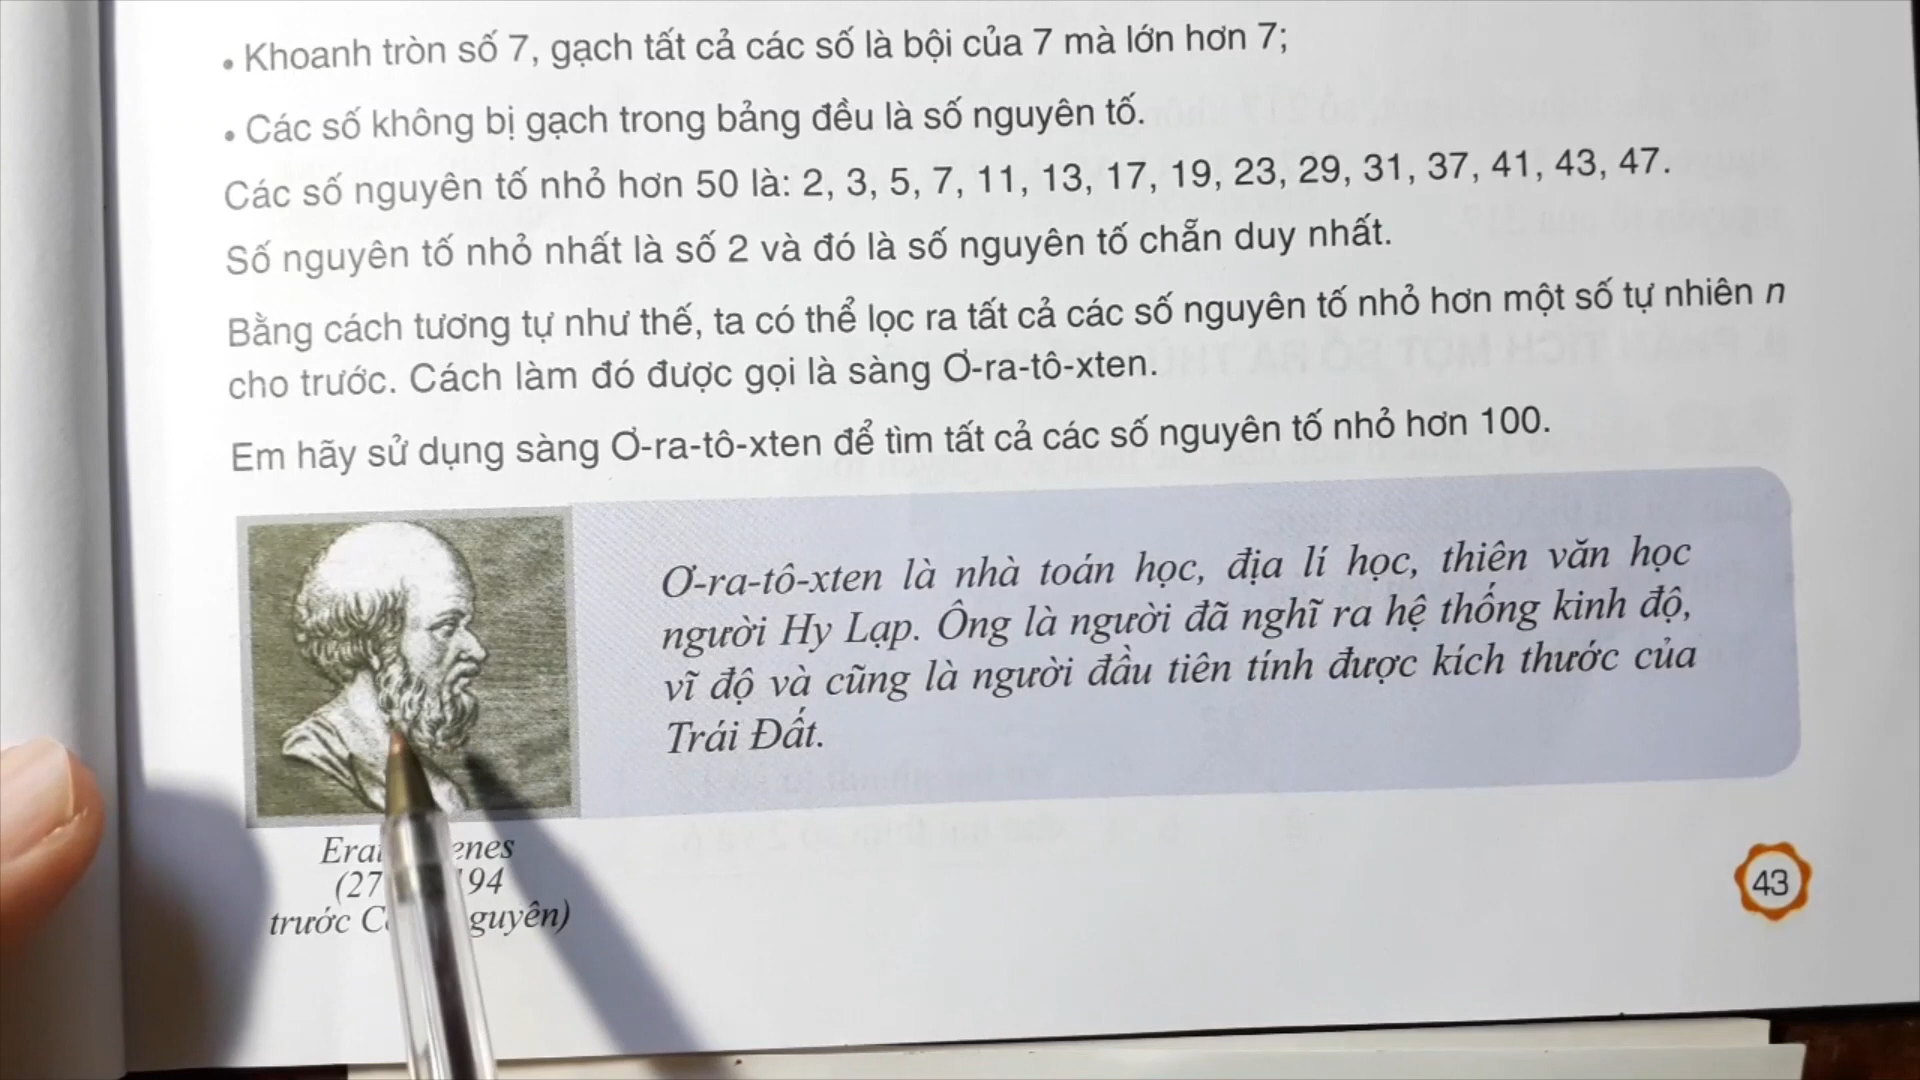 • Khoanh tròn số 7, gạch tất cả các số là bội của 7 mà lớn hơn 7;
• Các số không bị gạch trong bảng đều là số nguyên tố.
Các số nguyên tố nhỏ hơn 50 là: 2, 3, 5, 7, 11, 13, 17, 19, 23, 29, 31, 37, 41, 43, 47.
Số nguyên tố nhỏ nhất là số 2 và đó là số nguyên tố chẵn duy nhất.
Bằng cách tương tự như thế, ta có thể lọc ra tất cả các số nguyên tố nhỏ hơn một số tự nhiên n
cho trước. Cách làm đó được gọi là sàng Ơ-ra-tô-xten.
Em hãy sử dụng sàng Ơ-ra-tô-xten để tìm tất cả các số nguyên tố nhỏ hơn 100.
Ơ-ra-tô-xten là nhà toán học, địa lí học, thiên văn học
người Hy Lạp. Ông là người đã nghĩ ra hệ thống kinh độ,
vĩ độ và cũng là người đầu tiên tính được kích thước của
Trái Đất.
trước
43